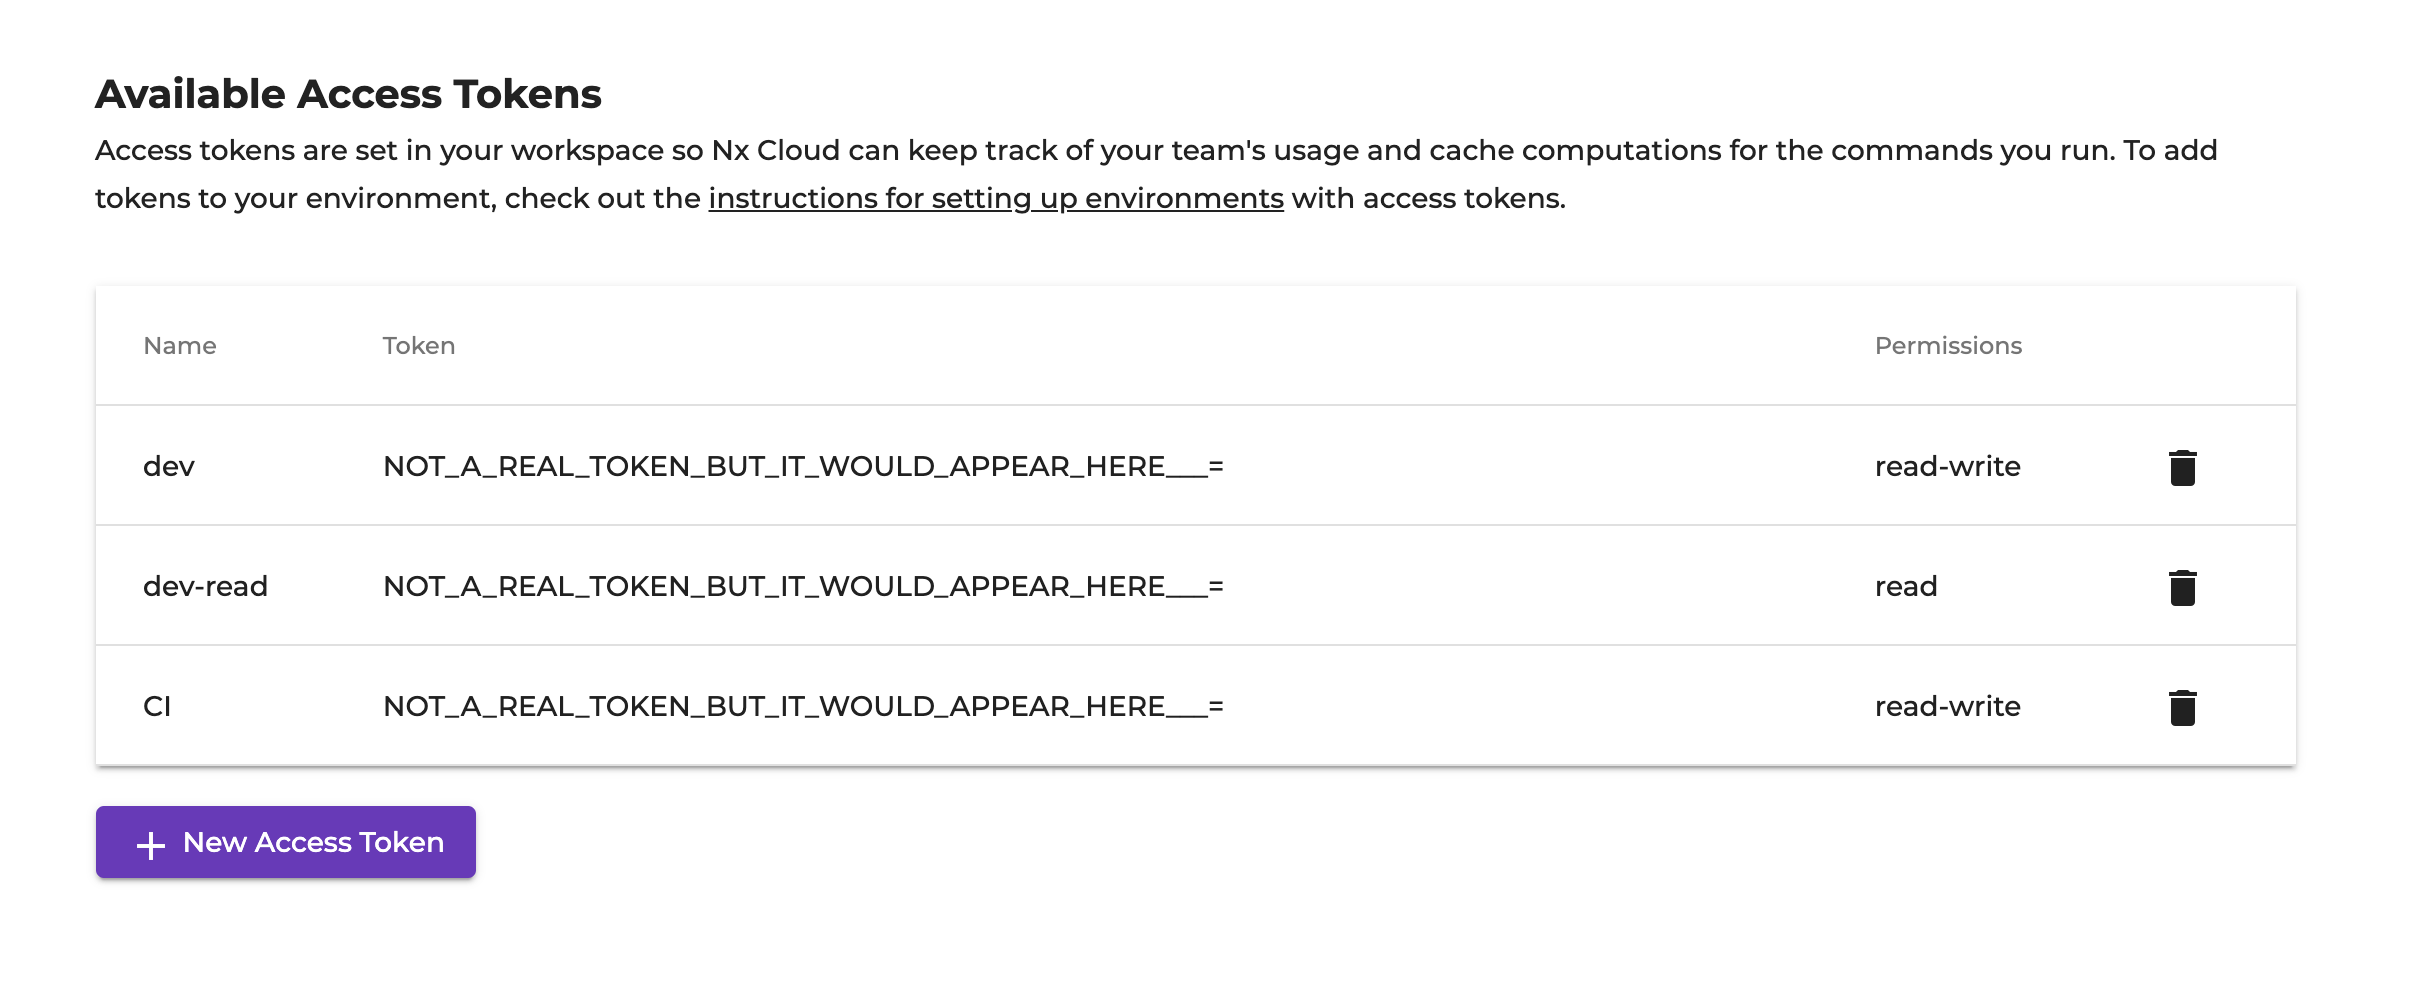 Available Access Tokens
Access tokens are set in your workspace so Nx Cloud can keep track of your team's usage and cache computations for the commands you run. To add
tokens to your environment, check out the instructions for setting up environments with access tokens.
Name Token Permissions
dev NOT_A_REAL_TOKEN_BUT_IT_WOULD_APPEAR_HERE___= read-write
dev-read NOT_A_REAL_TOKEN_BUT_IT_WOULD_APPEAR_HERE___= read
CI NOT_A_REAL_TOKEN_BUT_IT_WOULD_APPEAR_HERE___= read-write
New Access Token